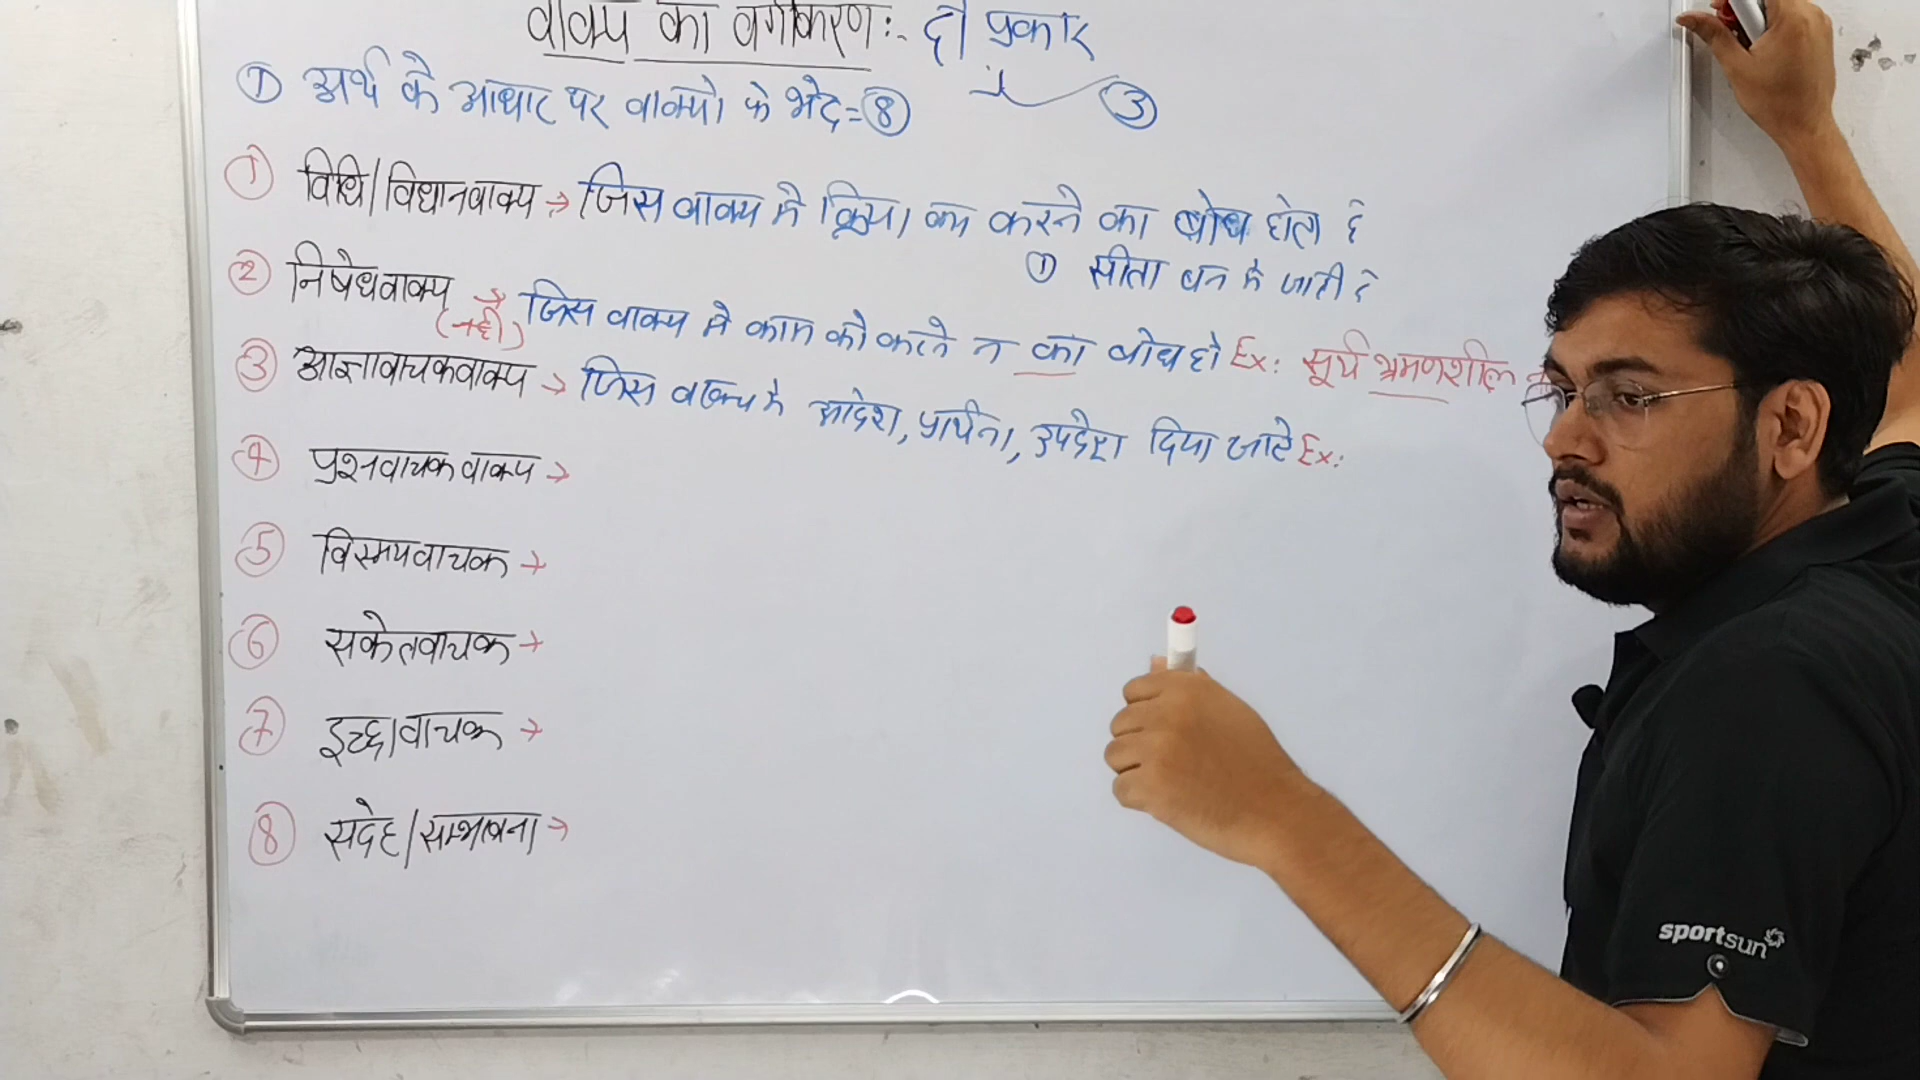 वाक्य का वर्गीकरण:- दो प्रकार
① अर्थ के आधार पर वाक्यो के भेद=⑧ ③
① विधि/विधानवाक्य → जिस वाक्य मे क्रिया करने का बोध होता है
① सीता वन मे जाती है
② निषेधवाक्य → जिस वाक्य मे काम को करने न का बोध हो Ex: सूर्य भ्रमणशील
(नही)
③ आज्ञावाचकवाक्य → जिस वाक्य मे आदेश, प्रार्थना, उपदेश दिया जाते Ex:
④ प्रश्नवाचक वाक्य →
⑤ विस्मयवाचक →
⑥ सकेतवाचक →
⑦ इच्छावाचक →
⑧ सदेह/सम्भावना →
sportsun